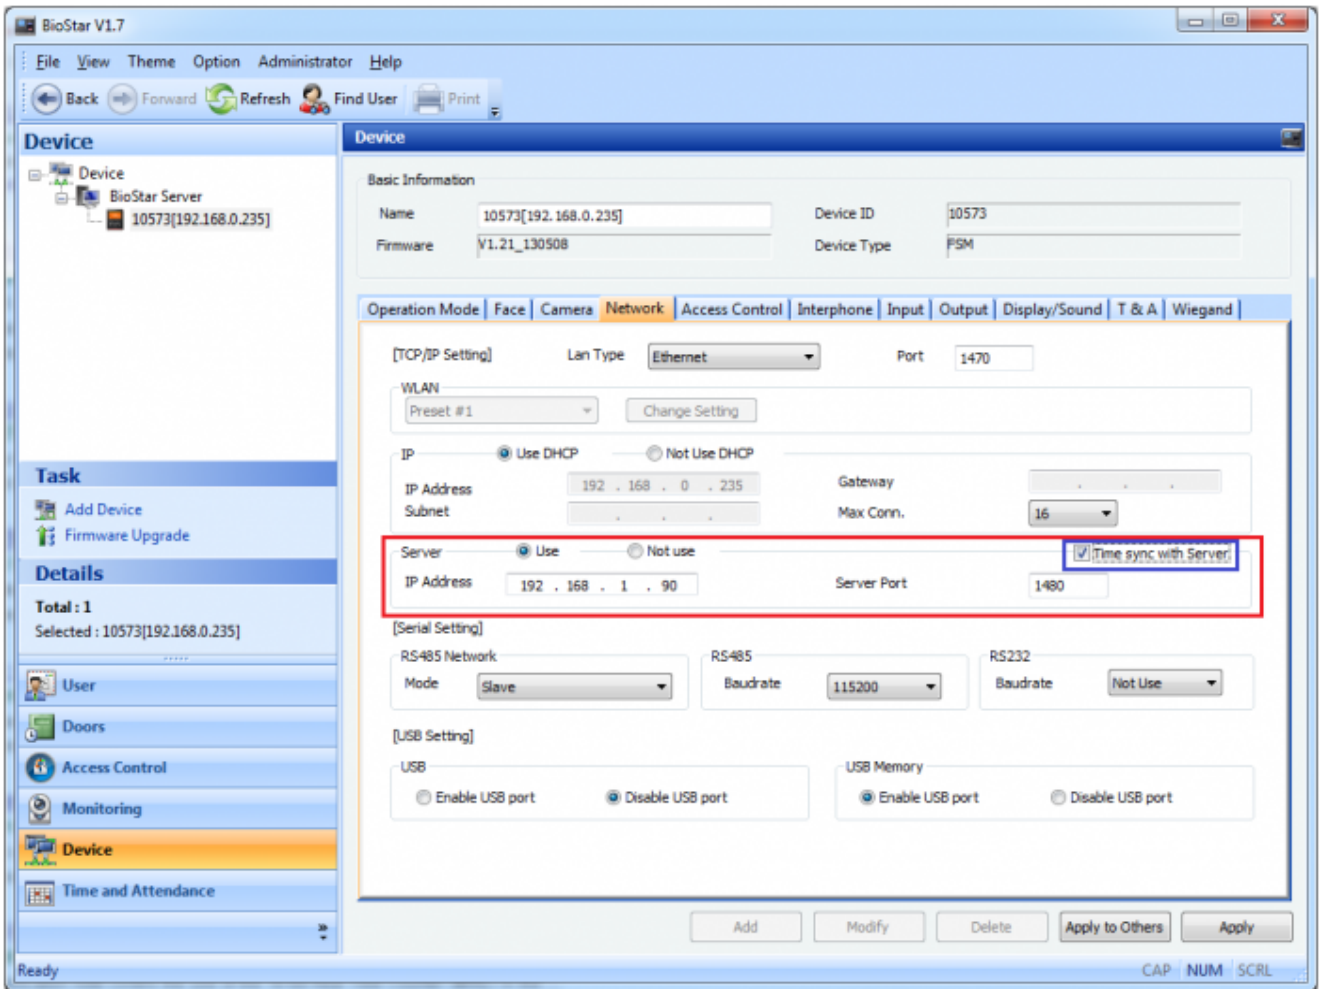 BioStar V1.7
File View Theme Option Administrator Help
Back Forward Refresh Find User Print
Device
Device
BioStar Server
10573[192.168.0.235]
Task
Add Device
Firmware Upgrade
Details
Total : 1
Selected : 10573[192.168.0.235]
User
Doors
Access Control
Monitoring
Device
Time and Attendance
Device
Basic Information
Name 10573[192.168.0.235] Device ID 10573
Firmware V1.21_130508 Device Type FSM
Operation Mode Face Camera Network Access Control Interphone Input Output Display/Sound T & A Wiegand
[TCP/IP Setting] Lan Type Ethernet Port 1470
WLAN
Preset #1 Change Setting
IP Use DHCP Not Use DHCP
IP Address 192 . 168 . 0 . 235 Gateway . . .
Subnet . . . Max Conn. 16
Server Use Not use Time sync with Server
IP Address 192 . 168 . 1 . 90 Server Port 1480
[Serial Setting]
RS485 Network RS485 RS232
Mode Slave Baudrate 115200 Baudrate Not Use
[USB Setting]
USB USB Memory
Enable USB port Disable USB port Enable USB port Disable USB port
Add Modify Delete Apply to Others Apply
Ready CAP NUM SCRL